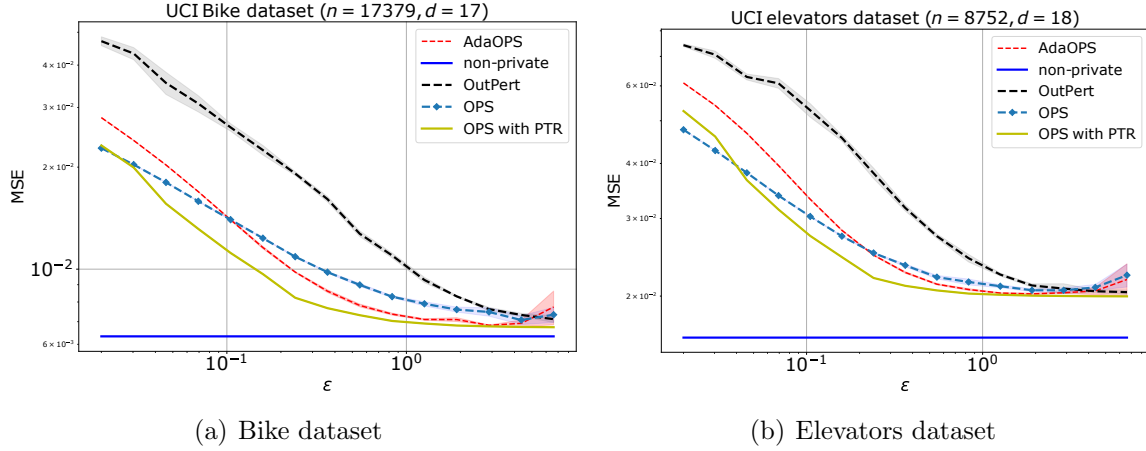 UCI Bike dataset (n = 17379, d = 17)
AdaOPS
non-private
OutPert
OPS
OPS with PTR
MSE
4 × 10⁻²
3 × 10⁻²
2 × 10⁻²
10⁻²
6 × 10⁻³
10⁻¹
10⁰
ε
(a) Bike dataset
UCI elevators dataset (n = 8752, d = 18)
AdaOPS
non-private
OutPert
OPS
OPS with PTR
MSE
6 × 10⁻²
4 × 10⁻²
3 × 10⁻²
2 × 10⁻²
10⁻¹
10⁰
ε
(b) Elevators dataset